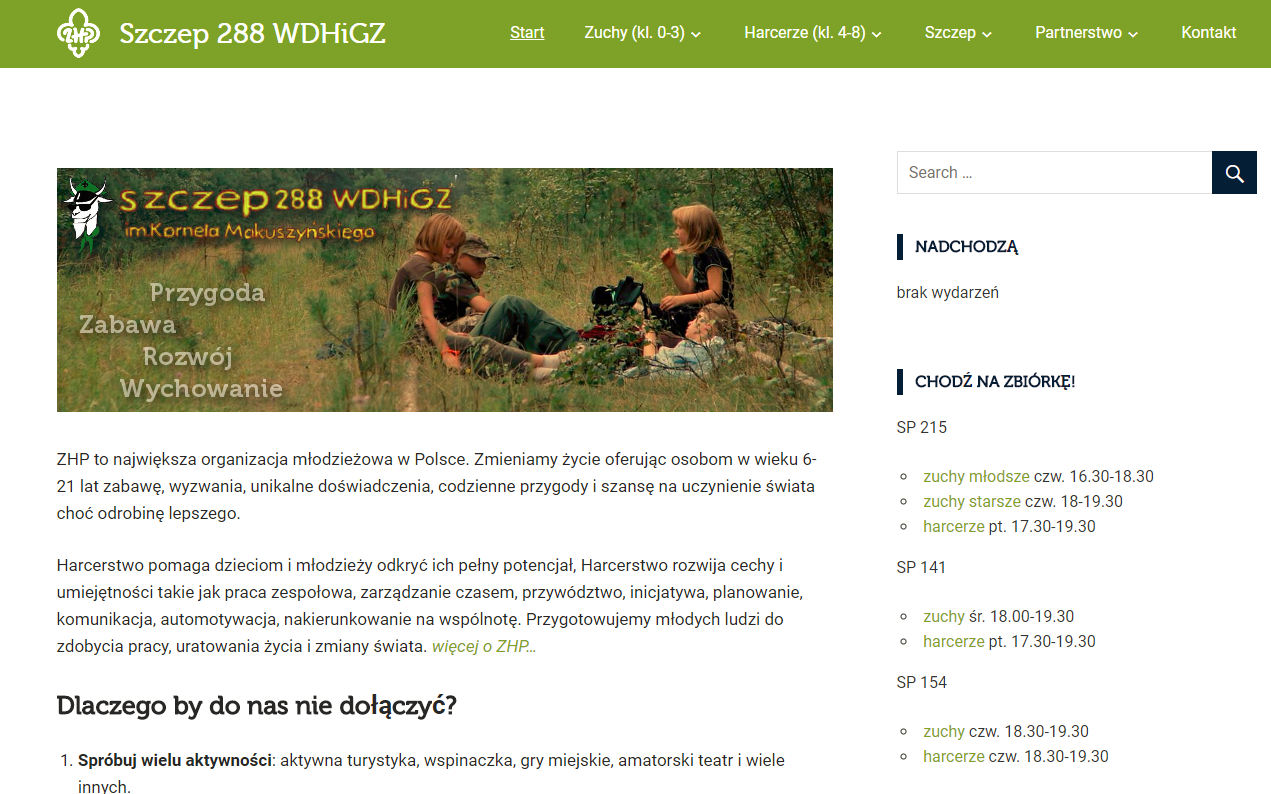 ZHP
Szczep 288 WDHiGZ
Start
Zuchy (kl. 0-3)
Harcerze (kl. 4-8)
Szczep
Partnerstwo
Kontakt
szczep 288 WDHiGZ
im.Kornela Makuszyńskiego
Przygoda
Zabawa
Rozwój
Wychowanie
ZHP to największa organizacja młodzieżowa w Polsce. Zmieniamy życie oferując osobom w wieku 6-
21 lat zabawę, wyzwania, unikalne doświadczenia, codzienne przygody i szansę na uczynienie świata
choć odrobinę lepszego.
Harcerstwo pomaga dzieciom i młodzieży odkryć ich pełny potencjał, Harcerstwo rozwija cechy i
umiejętności takie jak praca zespołowa, zarządzanie czasem, przywództwo, inicjatywa, planowanie,
komunikacja, automotywacja, nakierunkowanie na wspólnotę. Przygotowujemy młodych ludzi do
zdobycia pracy, uratowania życia i zmiany świata. więcej o ZHP…
Dlaczego by do nas nie dołączyć?
1. Spróbuj wielu aktywności: aktywna turystyka, wspinaczka, gry miejskie, amatorski teatr i wiele
innych.
Search …
NADCHODZĄ
brak wydarzeń
CHODŹ NA ZBIÓRKĘ!
SP 215
zuchy młodsze czw. 16.30-18.30
zuchy starsze czw. 18-19.30
harcerze pt. 17.30-19.30
SP 141
zuchy śr. 18.00-19.30
harcerze pt. 17.30-19.30
SP 154
zuchy czw. 18.30-19.30
harcerze czw. 18.30-19.30